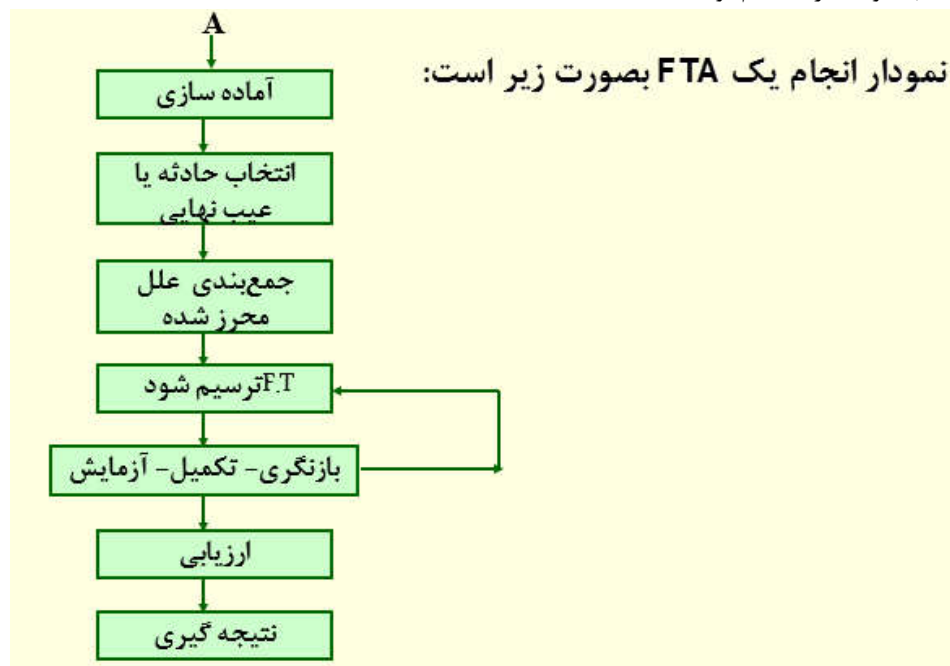 نمودار انجام یک FTA بصورت زیر است:
A
آماده سازی
انتخاب حادثه یا
عیب نهایی
جمع‌بندی علل
محرز شده
F.T ترسیم شود
بازنگری- تکمیل- آزمایش
ارزیابی
نتیجه گیری